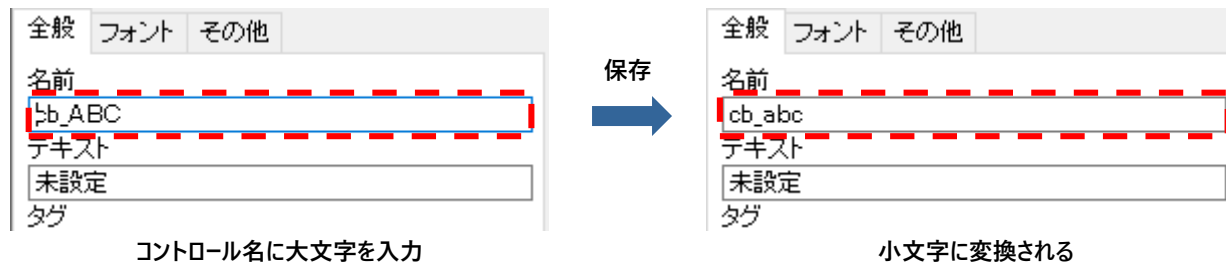 全般 フォント その他
名前
cb_ABC
テキスト
未設定
タグ
コントロール名に大文字を入力
保存
全般 フォント その他
名前
cb_abc
テキスト
未設定
タグ
小文字に変換される